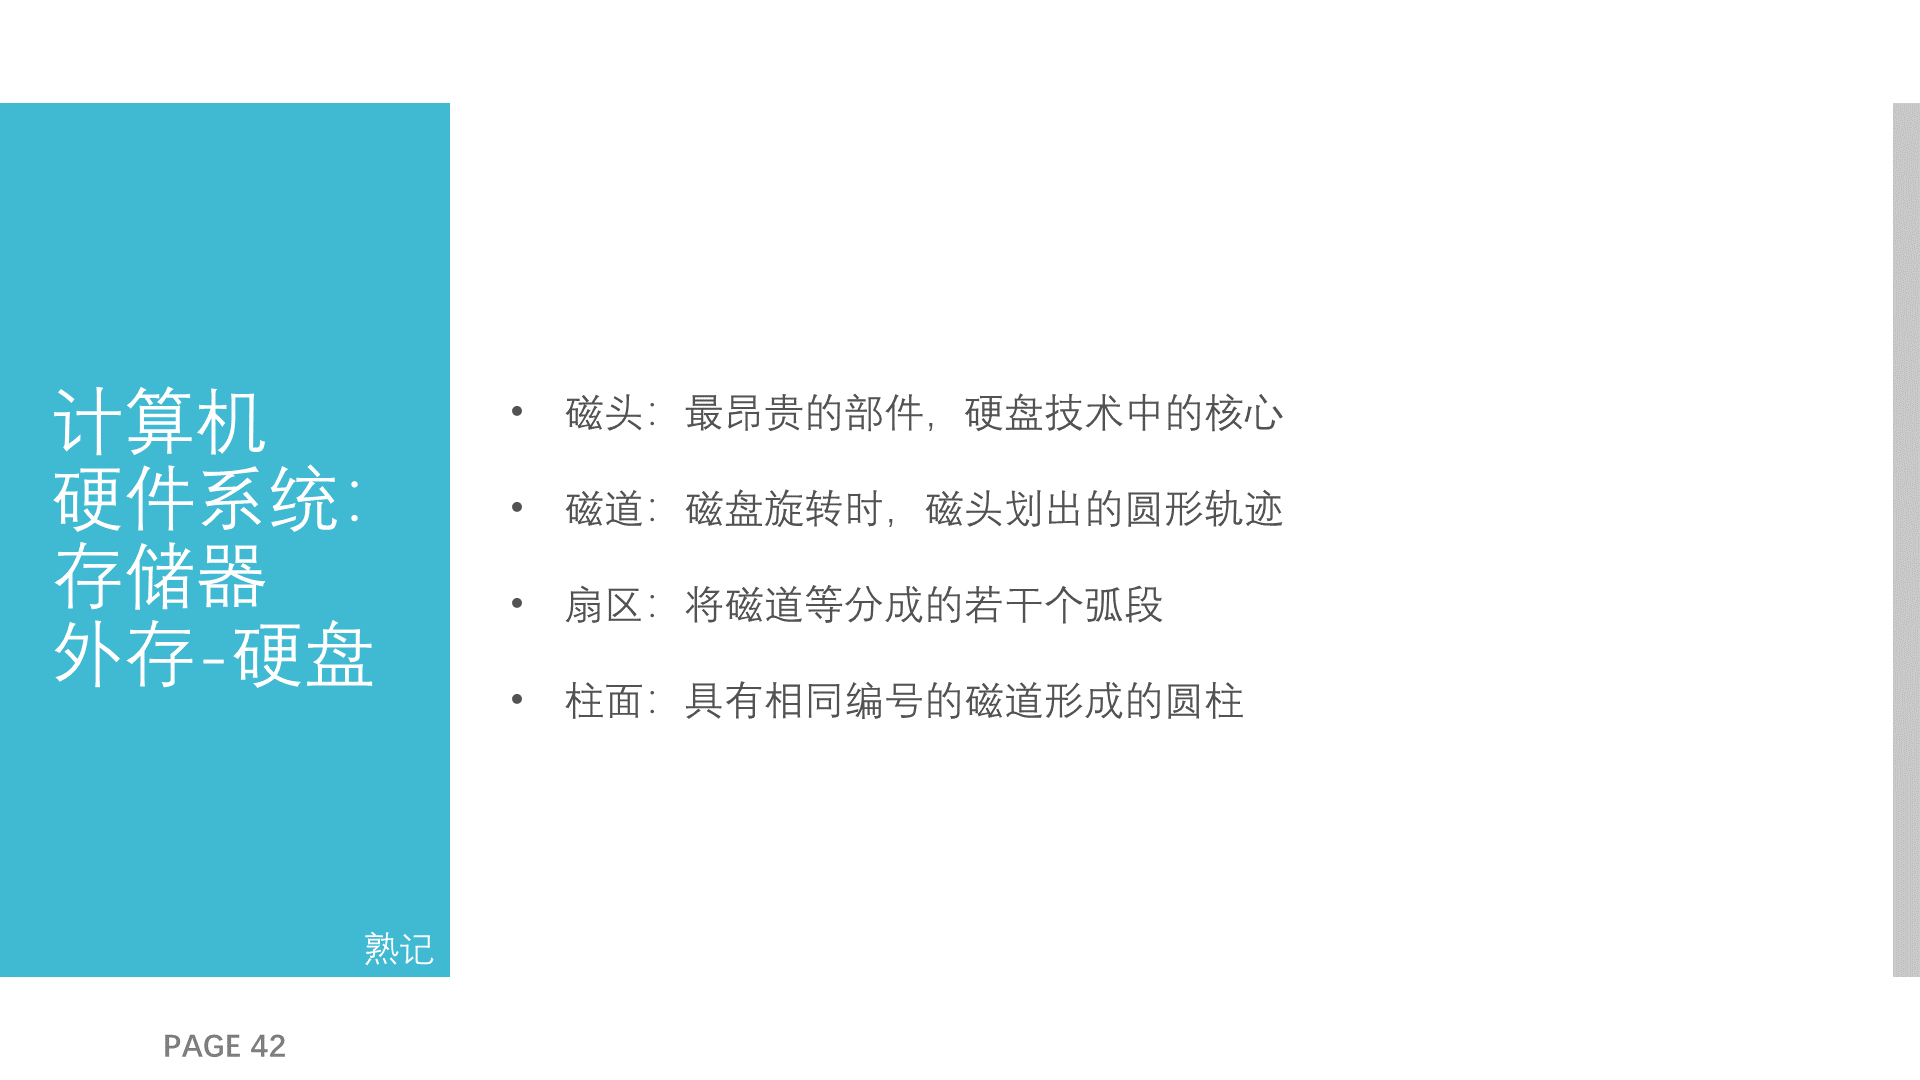 计算机
硬件系统：
存储器
外存-硬盘
熟记
• 磁头：最昂贵的部件，硬盘技术中的核心
• 磁道：磁盘旋转时，磁头划出的圆形轨迹
• 扇区：将磁道等分成的若干个弧段
• 柱面：具有相同编号的磁道形成的圆柱
PAGE 42